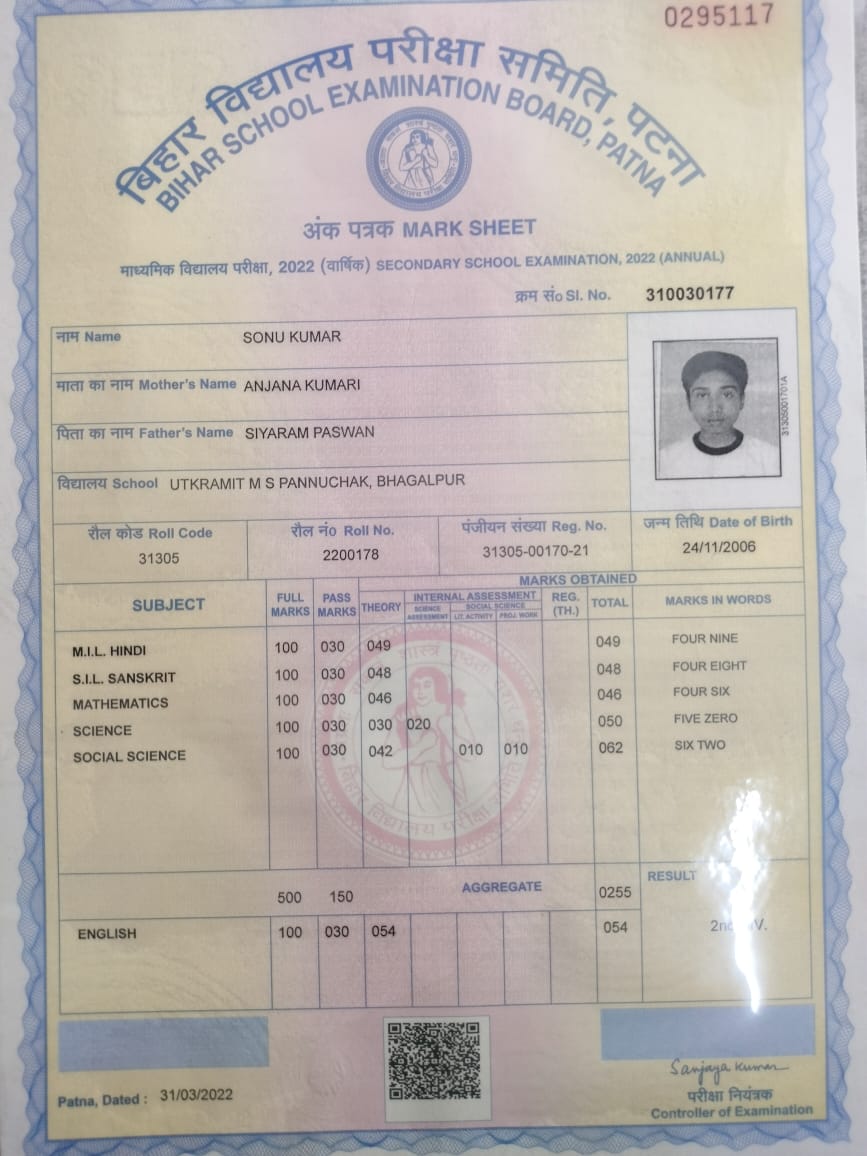 0295117
बिहार विद्यालय परीक्षा समिति, पटना
BIHAR SCHOOL EXAMINATION BOARD, PATNA
अंक पत्रक MARK SHEET
माध्यमिक विद्यालय परीक्षा, 2022 (वार्षिक) SECONDARY SCHOOL EXAMINATION, 2022 (ANNUAL)
क्रम सं० Sl. No. 310030177
नाम Name SONU KUMAR
माता का नाम Mother's Name ANJANA KUMARI
पिता का नाम Father's Name SIYARAM PASWAN
विद्यालय School UTKRAMIT M S PANNUCHAK, BHAGALPUR
31305001701A
रौल कोड Roll Code रौल नं० Roll No. पंजीयन संख्या Reg. No. जन्म तिथि Date of Birth
31305 2200178 31305-00170-21 24/11/2006
MARKS OBTAINED
SUBJECT FULL MARKS PASS MARKS THEORY INTERNAL ASSESSMENT REG. (TH.) TOTAL MARKS IN WORDS
SCIENCE ASSESSMENT SOCIAL SCIENCE
LIT. ACTIVITY PROJ. WORK
M.I.L. HINDI 100 030 049 049 FOUR NINE
S.I.L. SANSKRIT 100 030 048 048 FOUR EIGHT
MATHEMATICS 100 030 046 046 FOUR SIX
SCIENCE 100 030 030 020 050 FIVE ZERO
SOCIAL SCIENCE 100 030 042 010 010 062 SIX TWO
बिहार विद्यालय परीक्षा समिति
500 150 AGGREGATE 0255 RESULT
ENGLISH 100 030 054 054
Patna, Dated : 31/03/2022
Sanjaya Kumar
परीक्षा नियंत्रक
Controller of Examination